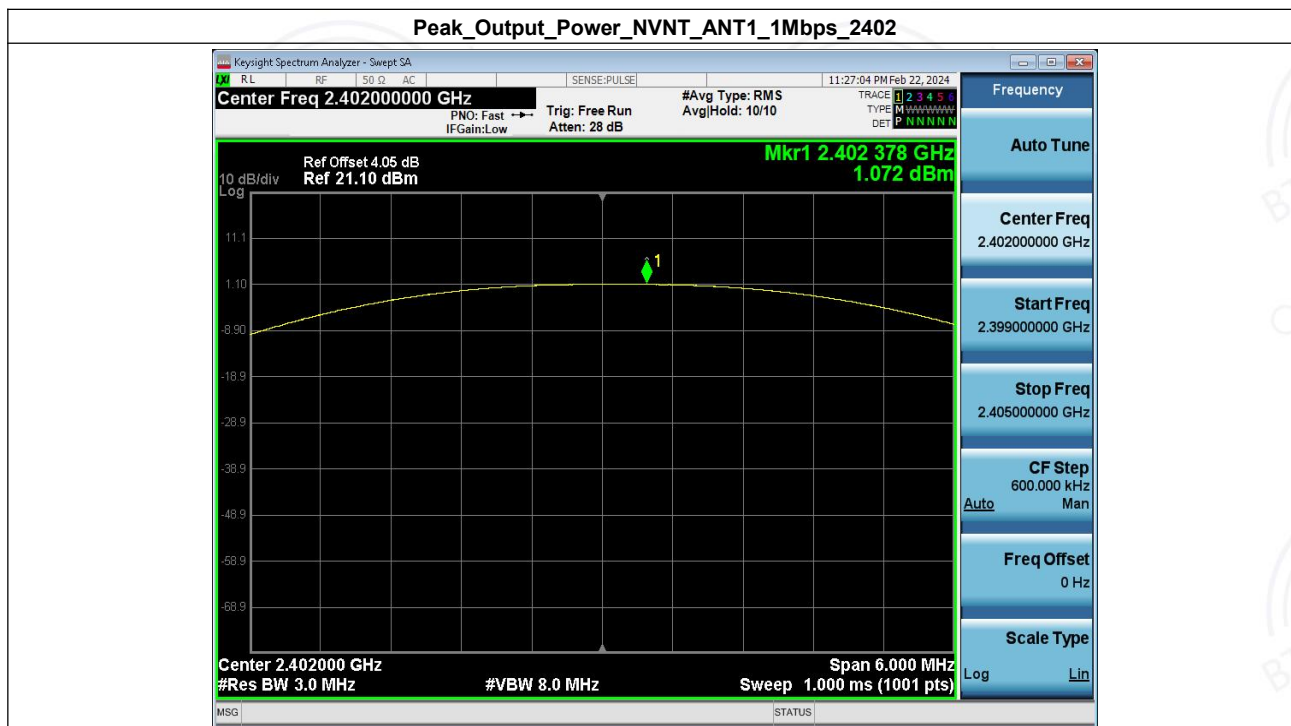 Peak_Output_Power_NVNT_ANT1_1Mbps_2402
Keysight Spectrum Analyzer - Swept SA
LXI RL RF 50 Ω AC SENSE:PULSE 11:27:04 PM Feb 22, 2024
Center Freq 2.402000000 GHz
PNO: Fast
IFGain:Low
Trig: Free Run
Atten: 28 dB
#Avg Type: RMS
Avg|Hold: 10/10
TRACE 1 2 3 4 5 6
TYPE M WWWWW
DET P N N N N N
Mkr1 2.402 378 GHz
1.072 dBm
Ref Offset 4.05 dB
10 dB/div Ref 21.10 dBm
Log
11.1
1.10
-8.90
-18.9
-28.9
-38.9
-48.9
-58.9
-68.9
1
Center 2.402000 GHz Span 6.000 MHz
#Res BW 3.0 MHz #VBW 8.0 MHz Sweep 1.000 ms (1001 pts)
MSG STATUS
Frequency
Auto Tune
Center Freq
2.402000000 GHz
Start Freq
2.399000000 GHz
Stop Freq
2.405000000 GHz
CF Step
600.000 kHz
Auto Man
Freq Offset
0 Hz
Scale Type
Log Lin